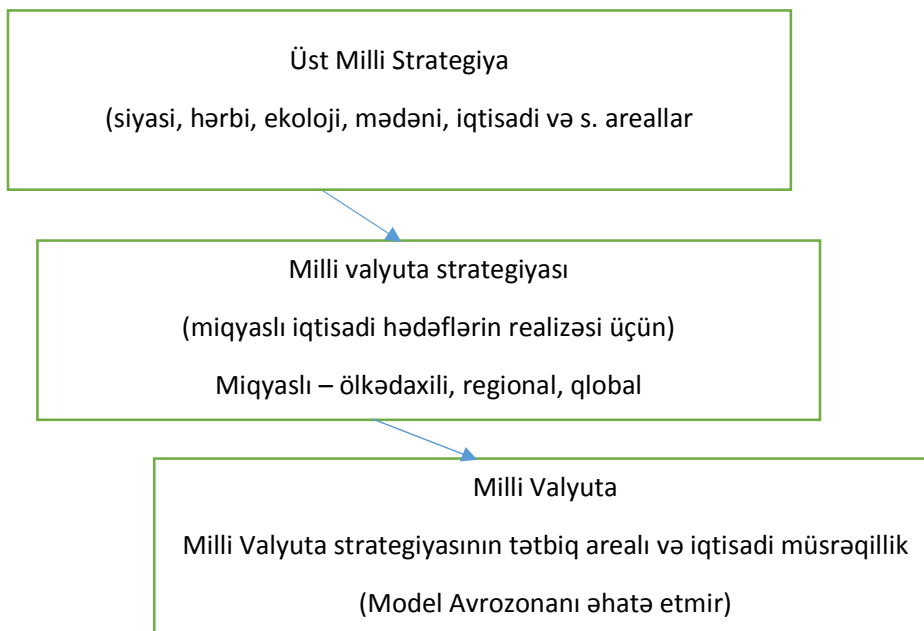 Üst Milli Strategiya
(siyasi, hərbi, ekoloji, mədəni, iqtisadi və s. areallar
Milli valyuta strategiyası
(miqyaslı iqtisadi hədəflərin realizəsi üçün)
Miqyaslı – ölkədaxili, regional, qlobal
Milli Valyuta
Milli Valyuta strategiyasının tətbiq arealı və iqtisadi müsrəqillik
(Model Avrozonanı əhatə etmir)